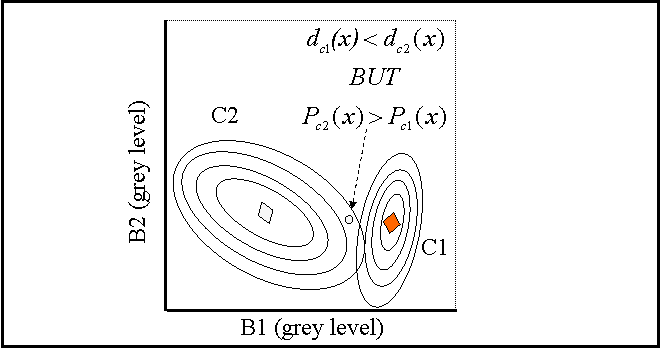 d_c1(x) < d_c2(x)
BUT
C2
P_c2(x) > P_c1(x)
B2 (grey level)
C1
B1 (grey level)